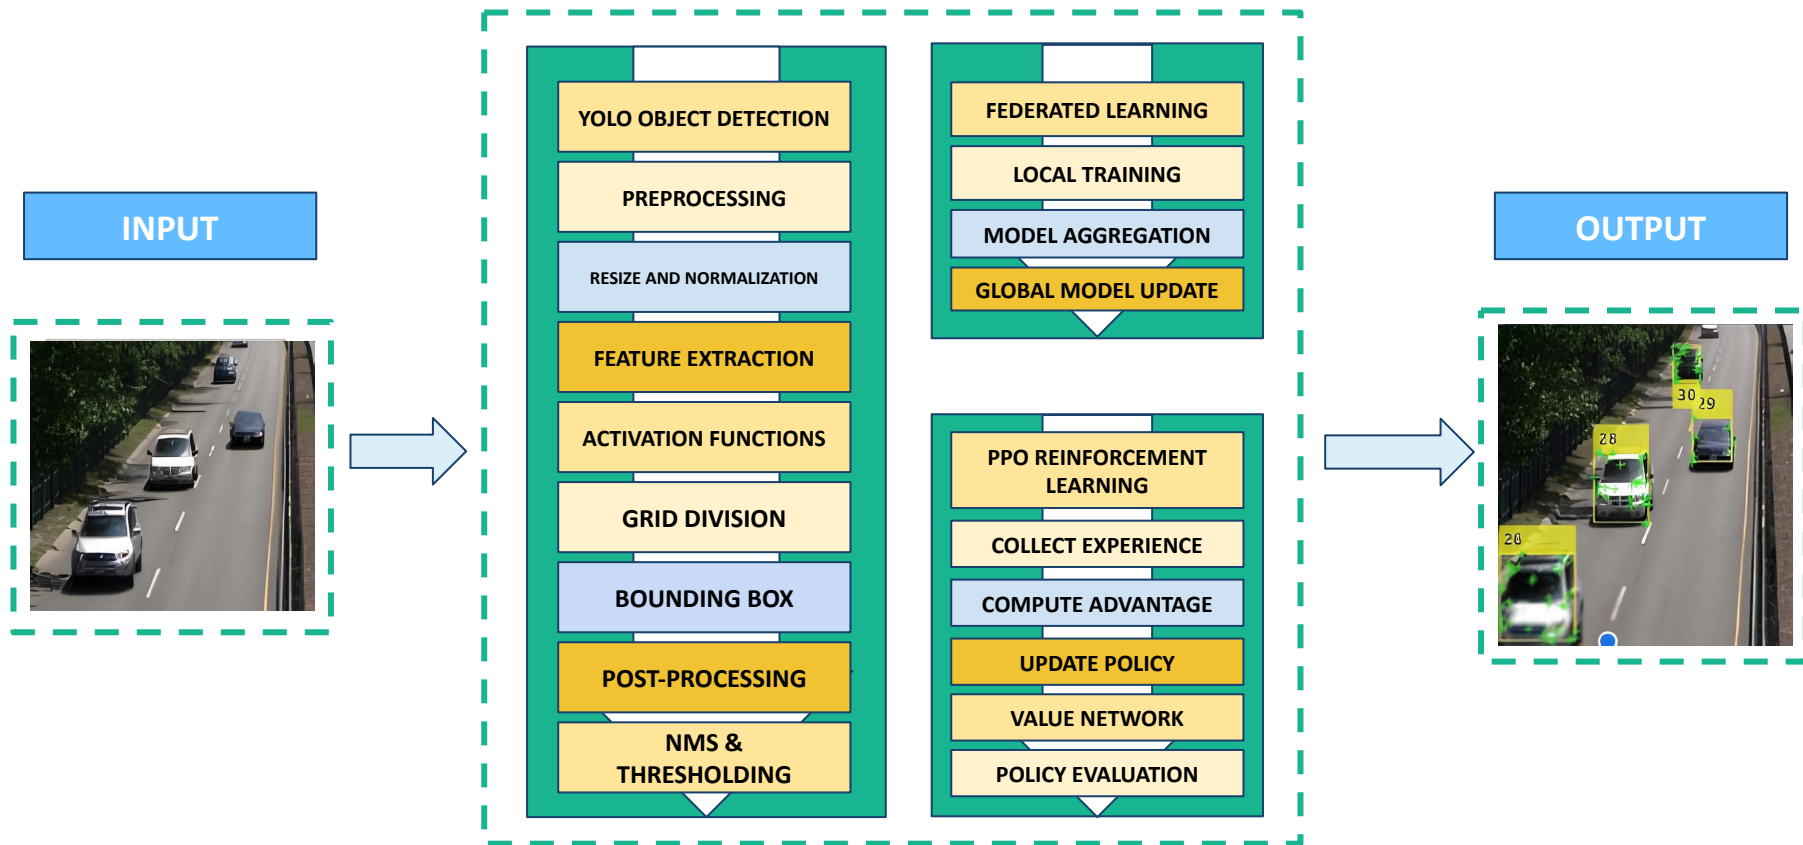 INPUT
YOLO OBJECT DETECTION
PREPROCESSING
RESIZE AND NORMALIZATION
FEATURE EXTRACTION
ACTIVATION FUNCTIONS
GRID DIVISION
BOUNDING BOX
POST-PROCESSING
NMS &
THRESHOLDING
FEDERATED LEARNING
LOCAL TRAINING
MODEL AGGREGATION
GLOBAL MODEL UPDATE
PPO REINFORCEMENT
LEARNING
COLLECT EXPERIENCE
COMPUTE ADVANTAGE
UPDATE POLICY
VALUE NETWORK
POLICY EVALUATION
OUTPUT
30
29
28